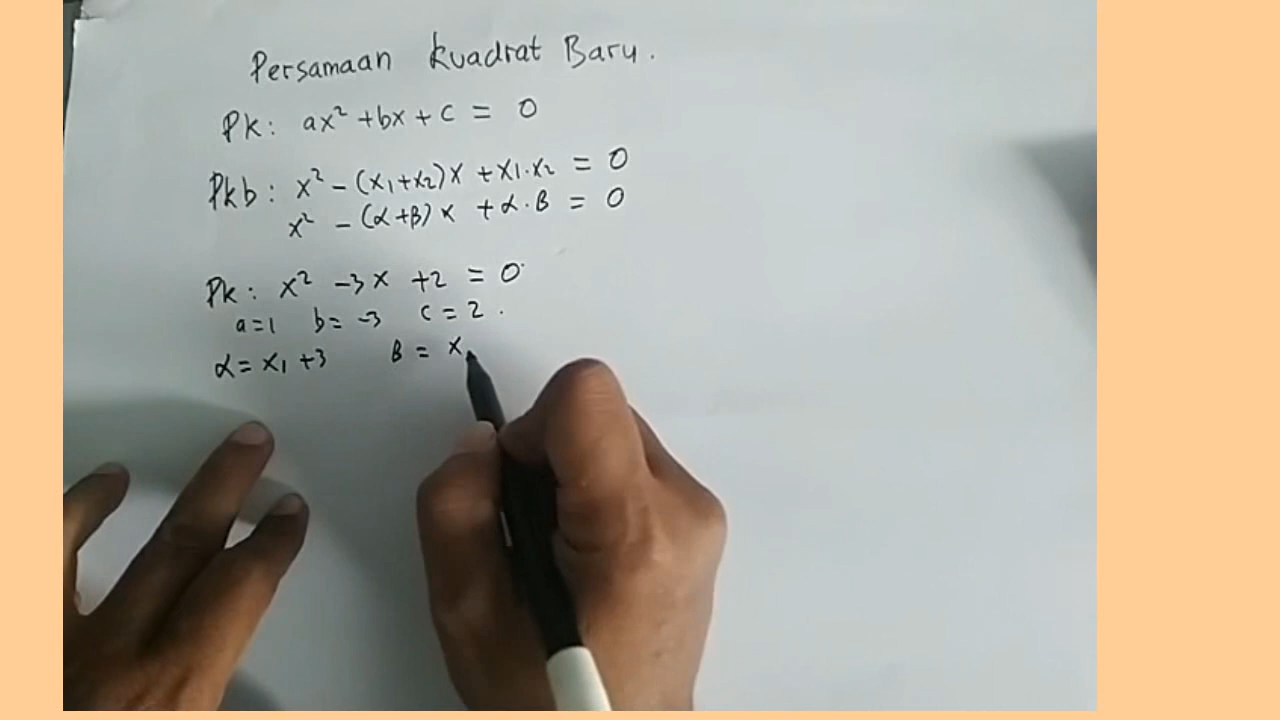 Persamaan Kuadrat Baru.
Pk: ax² + bx + c = 0
Pkb: x² - (x₁+x₂)x + x₁.x₂ = 0
x² - (α+β)x + α.β = 0
Pk: x² -3x +2 = 0
a=1 b= -3 c = 2.
α = x₁ +3 β = x